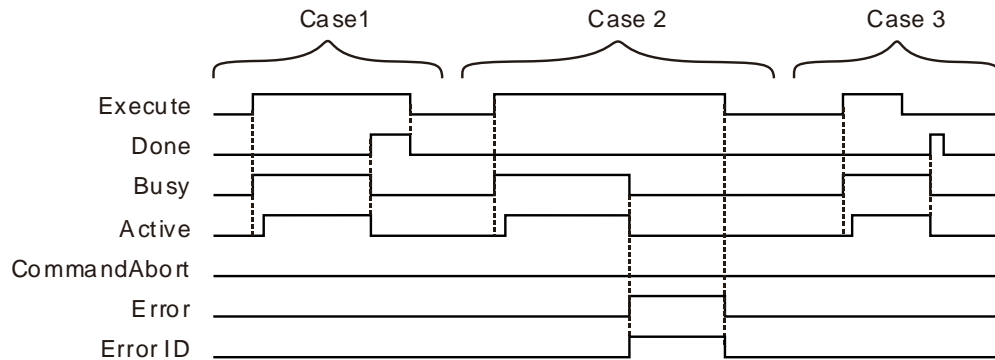 Case1 Case 2 Case 3
Execute
Done
Busy
Active
CommandAbort
Error
Error ID